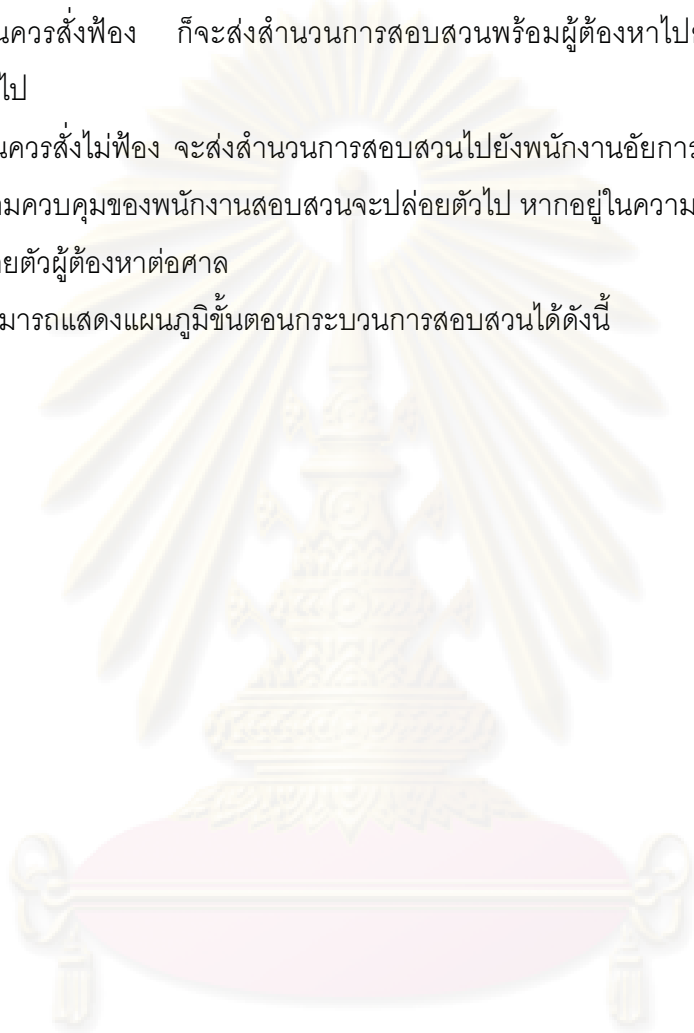 นควรสั่งฟ้อง ก็จะส่งสำนวนการสอบสวนพร้อมผู้ต้องหาไป
ไป
นควรสั่งไม่ฟ้อง จะส่งสำนวนการสอบสวนไปยังพนักงานอัยการ
ามควบคุมของพนักงานสอบสวนจะปล่อยตัวไป หากอยู่ในความ
อยตัวผู้ต้องหาต่อศาล
มารถแสดงแผนภูมิขั้นตอนกระบวนการสอบสวนได้ดังนี้